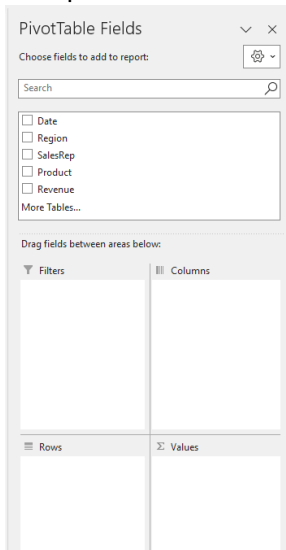 PivotTable Fields
Choose fields to add to report:
Search
Date
Region
SalesRep
Product
Revenue
More Tables...
Drag fields between areas below:
Filters
Columns
Rows
Σ Values